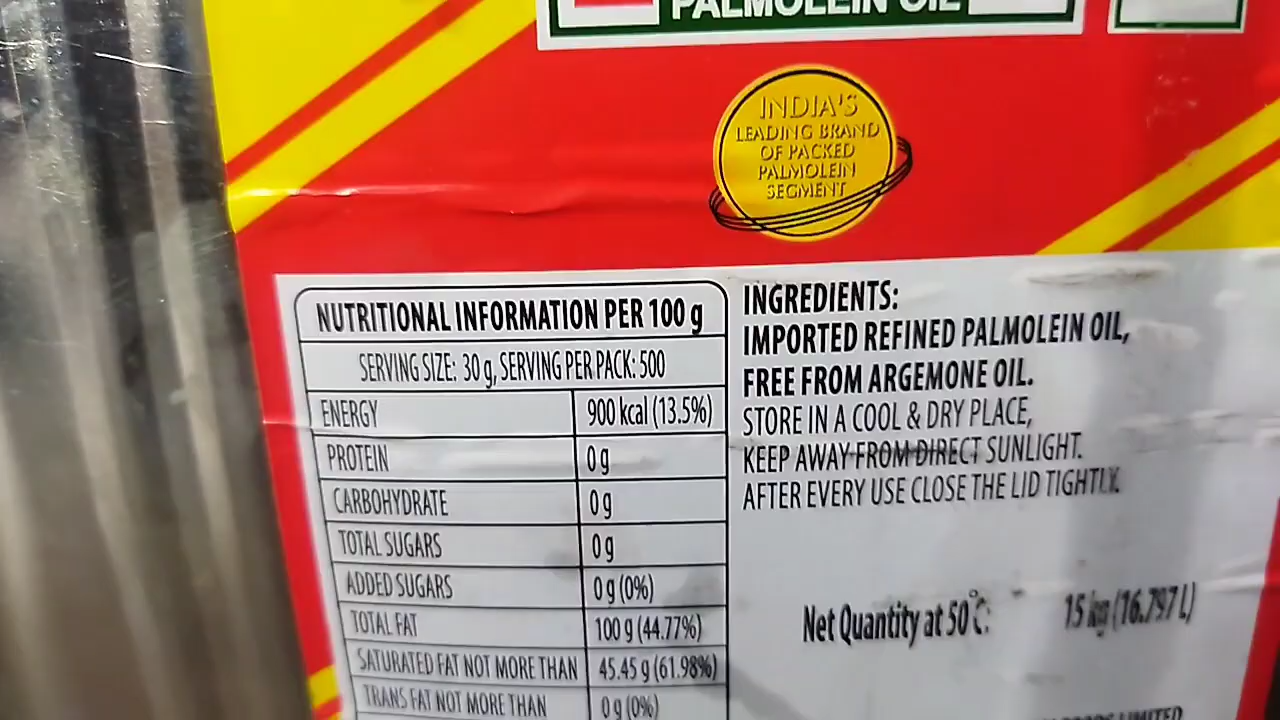 PALMOLEIN OIL
INDIA'S
LEADING BRAND
OF PACKED
PALMOLEIN
SEGMENT
NUTRITIONAL INFORMATION PER 100 g
SERVING SIZE: 30 g, SERVING PER PACK: 500
ENERGY 900 kcal (13.5%)
PROTEIN 0 g
CARBOHYDRATE 0 g
TOTAL SUGARS 0 g
ADDED SUGARS 0 g (0%)
TOTAL FAT 100 g (44.77%)
SATURATED FAT NOT MORE THAN 45.45 g (61.98%)
TRANS FAT NOT MORE THAN 0 g (0%)
INGREDIENTS:
IMPORTED REFINED PALMOLEIN OIL,
FREE FROM ARGEMONE OIL.
STORE IN A COOL & DRY PLACE,
KEEP AWAY FROM DIRECT SUNLIGHT.
AFTER EVERY USE CLOSE THE LID TIGHTLY.
Net Quantity at 50°C: 15 kg (16.797 L)
LIMITED